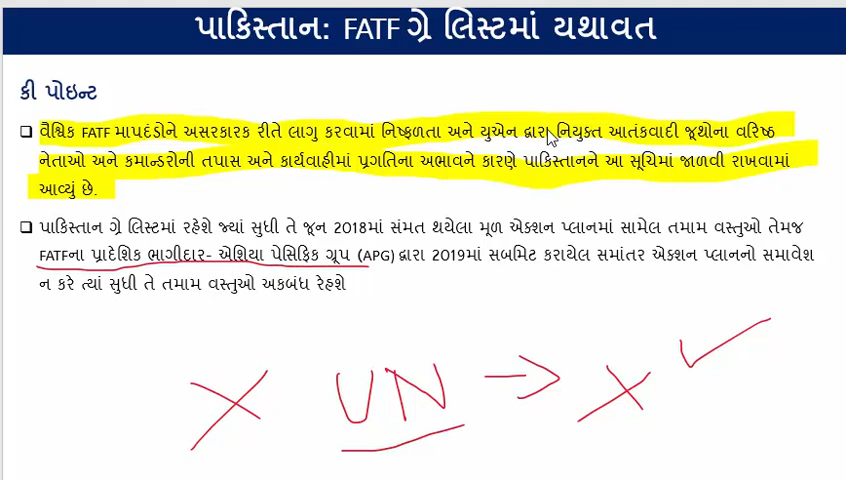 પાકિસ્તાન: FATF ગ્રે લિસ્ટમાં યથાવત
કી પોઇન્ટ
❑ વૈશ્વિક FATF માપદંડોને અસરકારક રીતે લાગુ કરવામાં નિષ્ફળતા અને યુએન દ્વારા નિયુક્ત આતંકવાદી જૂથોના વરિષ્ઠ
નેતાઓ અને કમાન્ડરોની તપાસ અને કાર્યવાહીમાં પ્રગતિના અભાવને કારણે પાકિસ્તાનને આ સૂચિમાં જાળવી રાખવામાં
આવ્યું છે.
❑ પાકિસ્તાન ગ્રે લિસ્ટમાં રહેશે જ્યાં સુધી તે જૂન 2018માં સંમત થયેલા મૂળ એક્શન પ્લાનમાં સામેલ તમામ વસ્તુઓ તેમજ
FATFના પ્રાદેશિક ભાગીદાર- એશિયા પેસિફિક ગ્રૂપ (APG) દ્વારા 2019માં સબમિટ કરાયેલ સમાંતર એક્શન પ્લાનનો સમાવેશ
ન કરે ત્યાં સુધી તે તમામ વસ્તુઓ અકબંધ રેહશે
X UN → X ✓